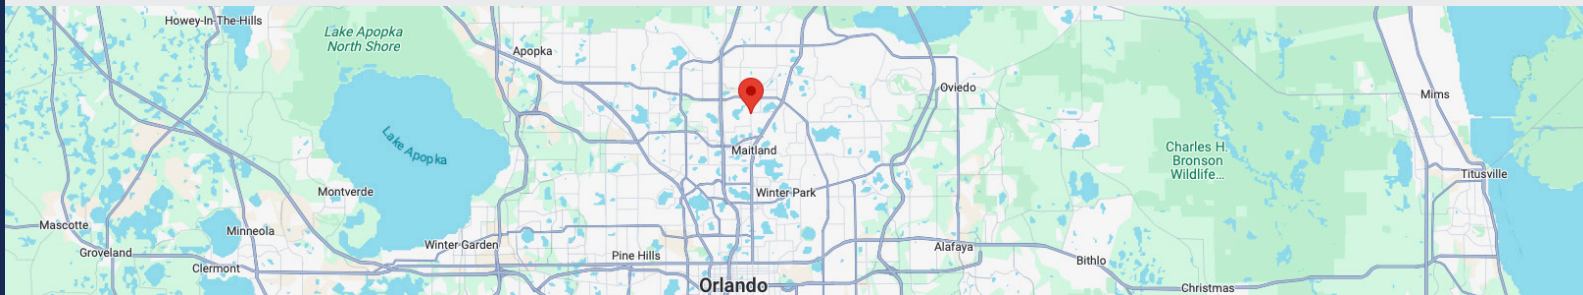 Howey-In-The-Hills
Lake Apopka
North Shore
Apopka
Oviedo
Mims
Lake Apopka
Maitland
Charles H.
Bronson
Wildlife...
Titusville
Montverde
Winter Park
Mascotte
Minneola
Groveland
Winter Garden
Pine Hills
Alafaya
Bithlo
Clermont
Orlando
Christmas